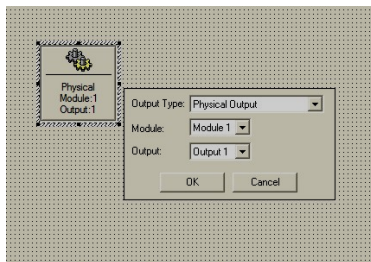 Physical
Module:1
Output:1
Output Type: Physical Output
Module: Module 1
Output: Output 1
OK Cancel